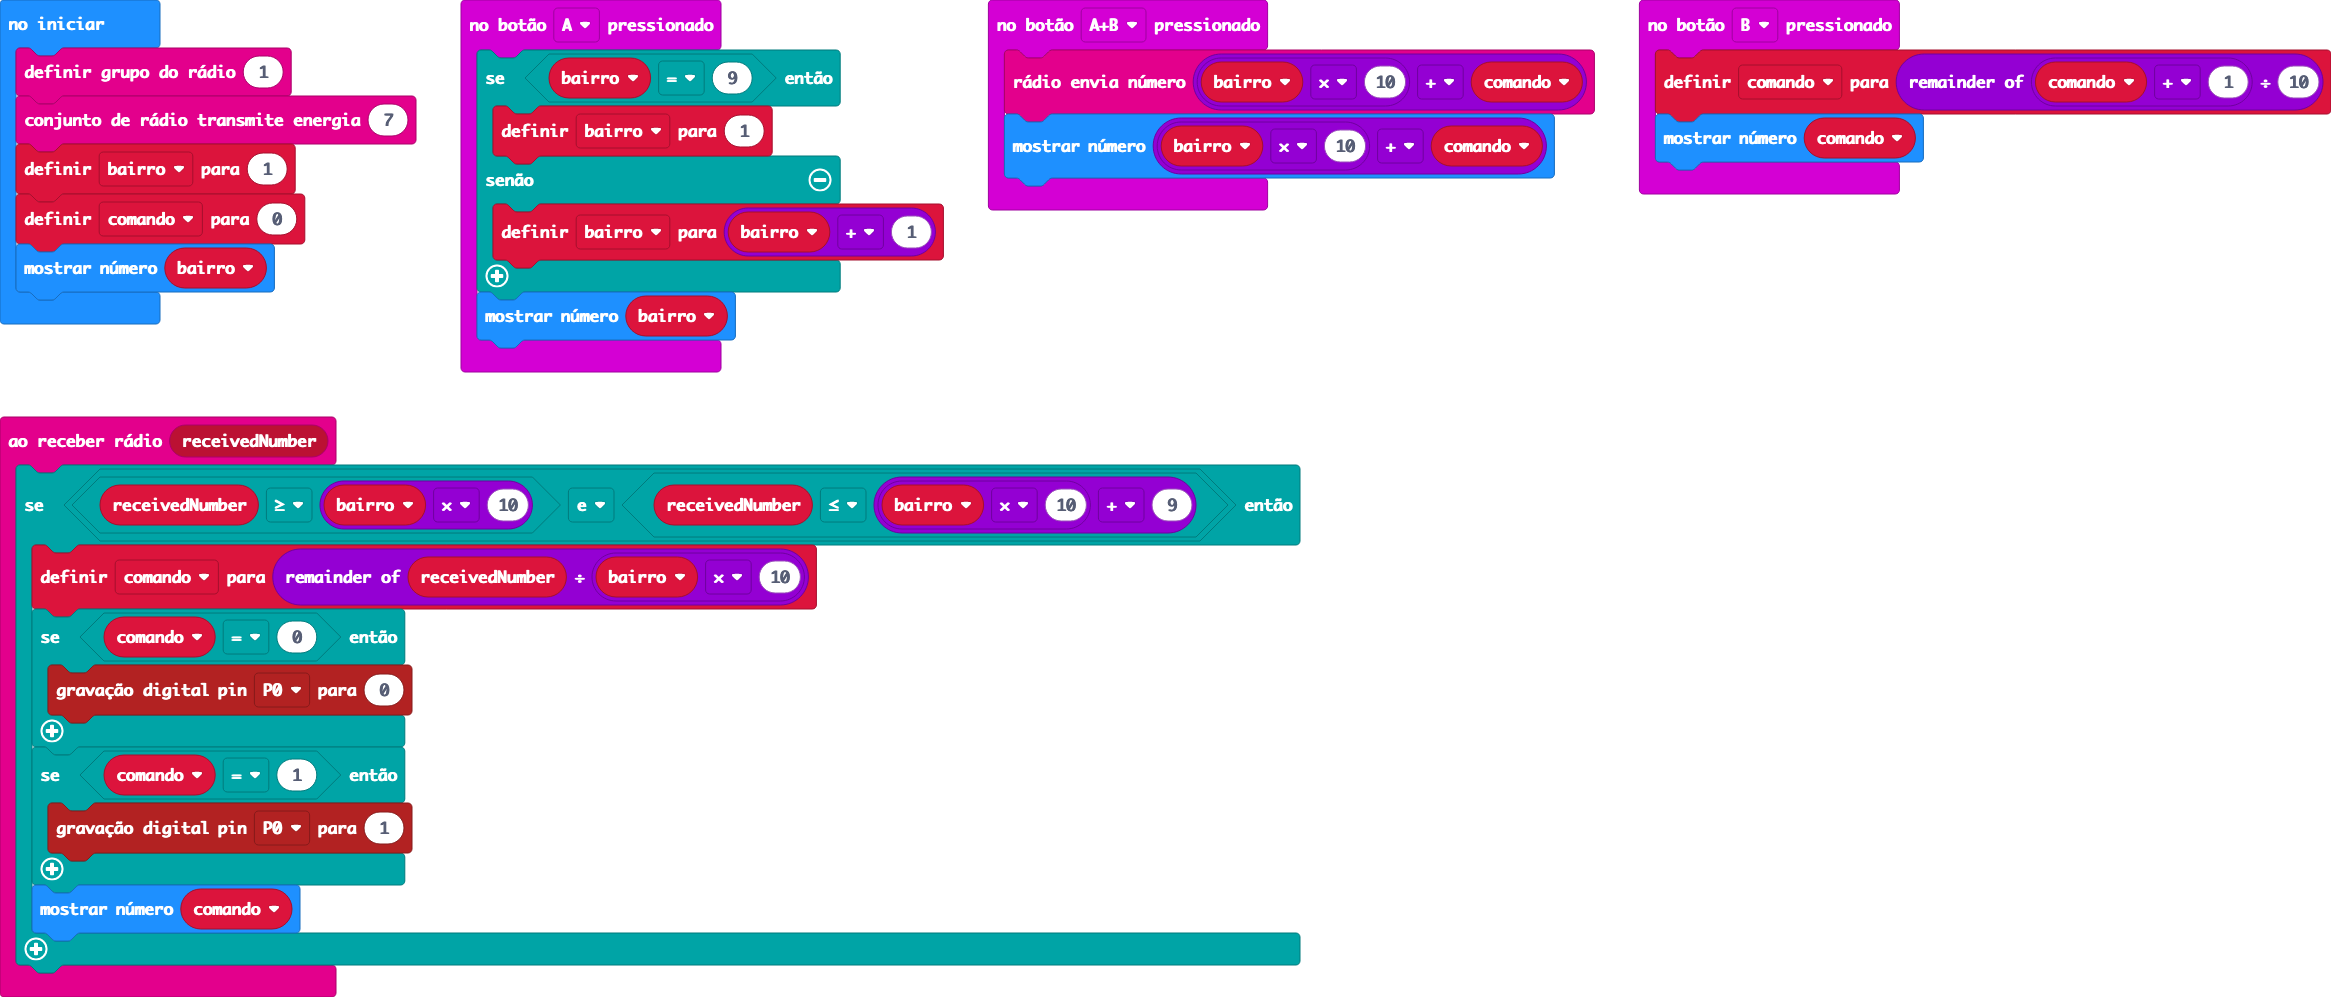 no iniciar
definir grupo do rádio 1
conjunto de rádio transmite energia 7
definir bairro para 1
definir comando para 0
mostrar número bairro
no botão A pressionado
se bairro = 9 então
definir bairro para 1
senão
definir bairro para bairro + 1
mostrar número bairro
no botão A+B pressionado
rádio envia número bairro x 10 + comando
mostrar número bairro x 10 + comando
no botão B pressionado
definir comando para remainder of comando + 1 ÷ 10
mostrar número comando
ao receber rádio receivedNumber
se receivedNumber ≥ bairro x 10 e receivedNumber ≤ bairro x 10 + 9 então
definir comando para remainder of receivedNumber ÷ bairro x 10
se comando = 0 então
gravação digital pin P0 para 0
se comando = 1 então
gravação digital pin P0 para 1
mostrar número comando